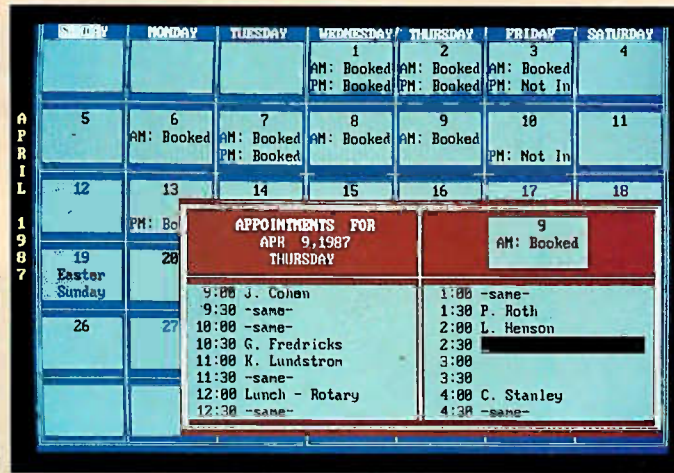 SUNDAY MONDAY TUESDAY WEDNESDAY THURSDAY FRIDAY SATURDAY
1 2 3 4
AM: Booked AM: Booked AM: Booked
PM: Booked PM: Booked PM: Not In
APRIL 1987
5 6 7 8 9 10 11
AM: Booked AM: Booked AM: Booked AM: Booked
PM: Booked PM: Not In
12 13 14 15 16 17 18
PM: Bo
19 20
Easter
Sunday
26 27
APPOINTMENTS FOR
APR 9,1987
THURSDAY
9
AM: Booked
9:00 J. Cohen
9:30 -same-
10:00 -same-
10:30 G. Fredricks
11:00 K. Lundstrom
11:30 -same-
12:00 Lunch - Rotary
12:30 -same-
1:00 -same-
1:30 P. Roth
2:00 L. Henson
2:30
3:00
3:30
4:00 C. Stanley
4:30 -same-